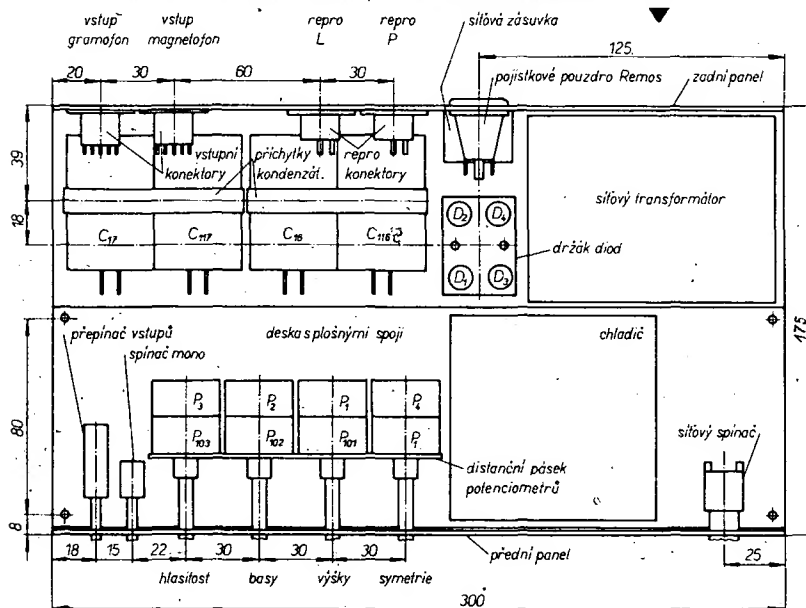 vstup gramofon
vstup magnetofon
repro L
repro P
síťová zásuvka
125
20
30
60
30
pojistkové pouzdro Remos
zadní panel
39
18
vstupní konektory
příchytky kondenzát.
repro konektory
síťový transformátor
C17
C117
C16
C116
D2
D4
D1
D3
držák diod
175
přepínač vstupů
spínač mono
deska s plošnými spoji
chladič
80
8
P3
P2
P1
P4
P103
P102
P101
P1
síťový spínač
distanční pásek potenciometrů
18
15
22
30
30
30
přední panel
25
hlasitost
basy
výšky
symetrie
300